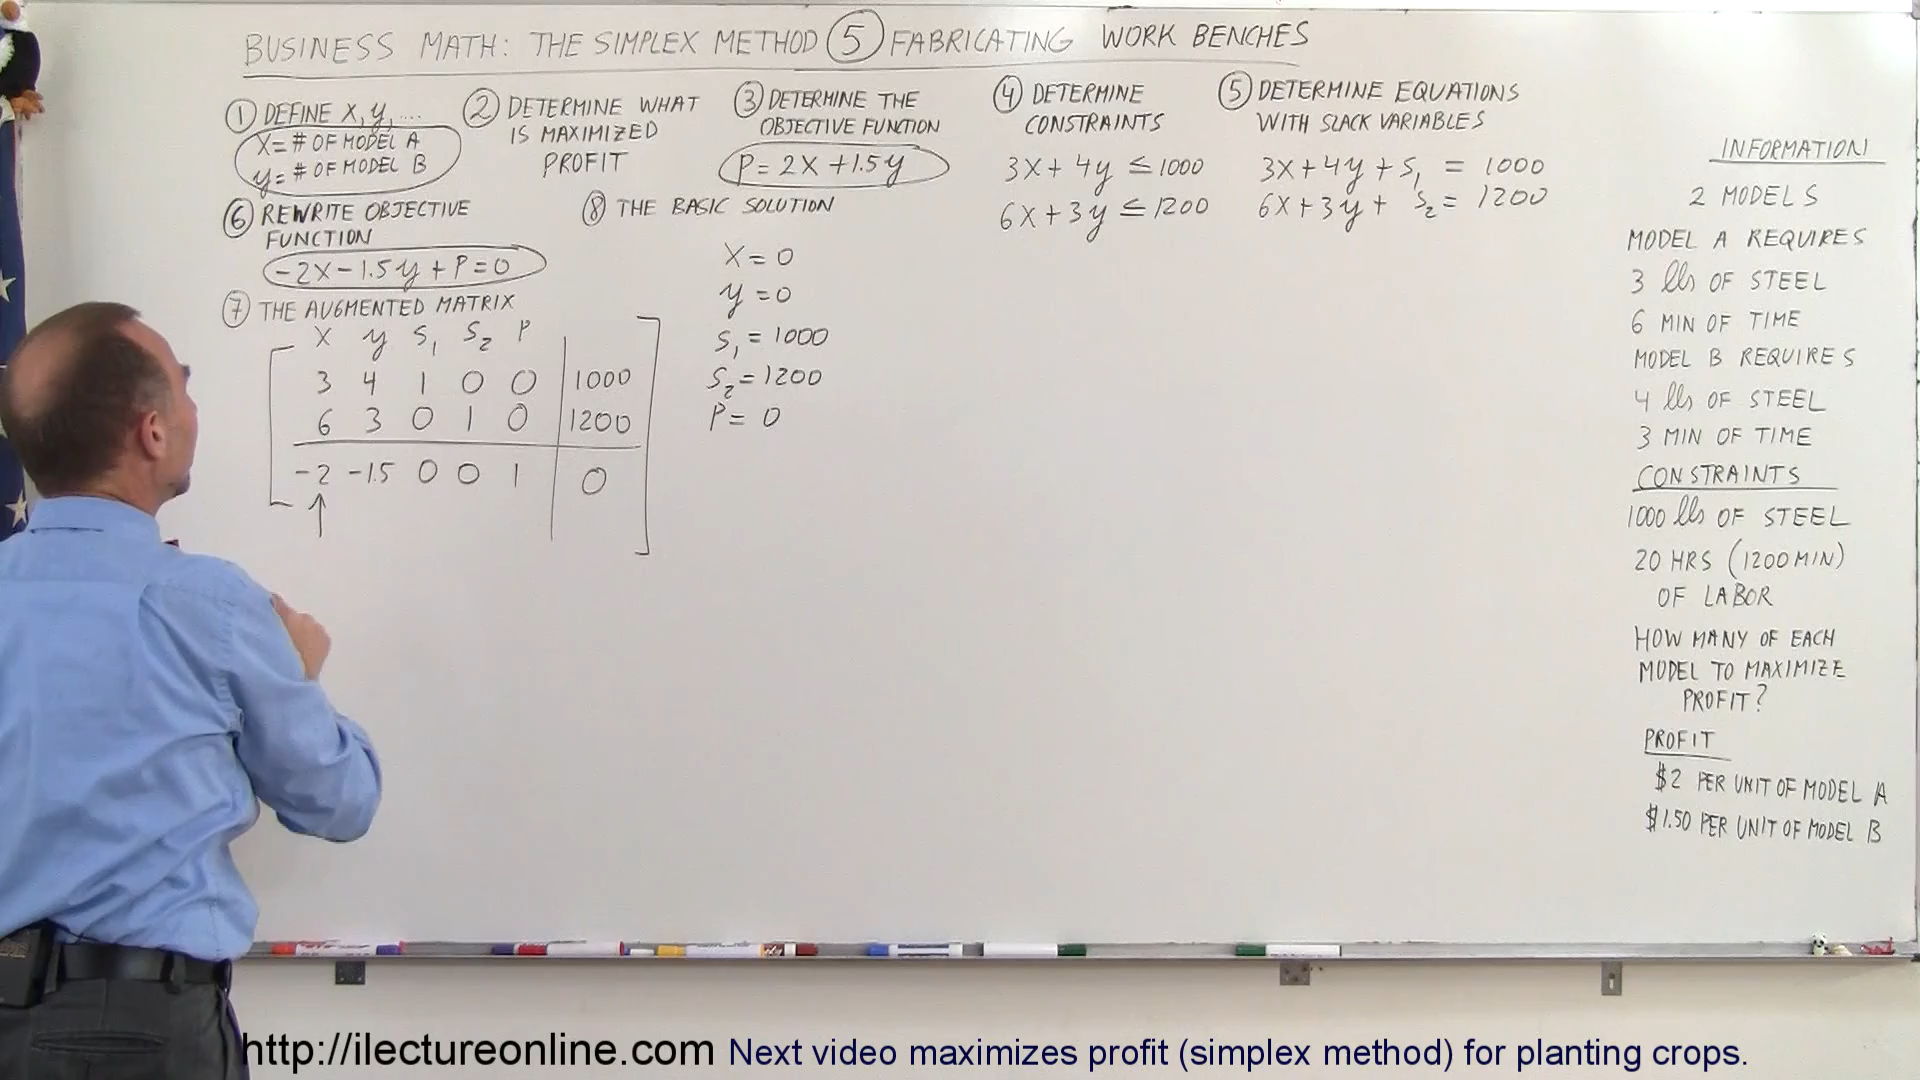 BUSINESS MATH: THE SIMPLEX METHOD ⑤ FABRICATING WORK BENCHES
① DEFINE X, y, ....
X = # OF MODEL A
y = # OF MODEL B
② DETERMINE WHAT
IS MAXIMIZED
PROFIT
③ DETERMINE THE
OBJECTIVE FUNCTION
P = 2X + 1.5y
④ DETERMINE
CONSTRAINTS
3X + 4y ≤ 1000
6X + 3y ≤ 1200
⑤ DETERMINE EQUATIONS
WITH SLACK VARIABLES
3X + 4y + S₁ = 1000
6X + 3y + S₂ = 1200
⑥ REWRITE OBJECTIVE
FUNCTION
-2X - 1.5y + P = 0
⑦ THE AUGMENTED MATRIX
X y S₁ S₂ P
3 4 1 0 0 | 1000
6 3 0 1 0 | 1200
-2 -1.5 0 0 1 | 0
↑
⑧ THE BASIC SOLUTION
X = 0
y = 0
S₁ = 1000
S₂ = 1200
P = 0
INFORMATION
2 MODELS
MODEL A REQUIRES
3 lbs OF STEEL
6 MIN OF TIME
MODEL B REQUIRES
4 lbs OF STEEL
3 MIN OF TIME
CONSTRAINTS
1000 lbs OF STEEL
20 HRS (1200 MIN)
OF LABOR
HOW MANY OF EACH
MODEL TO MAXIMIZE
PROFIT?
PROFIT
$2 PER UNIT OF MODEL A
$1.50 PER UNIT OF MODEL B
http://ilectureonline.com Next video maximizes profit (simplex method) for planting crops.